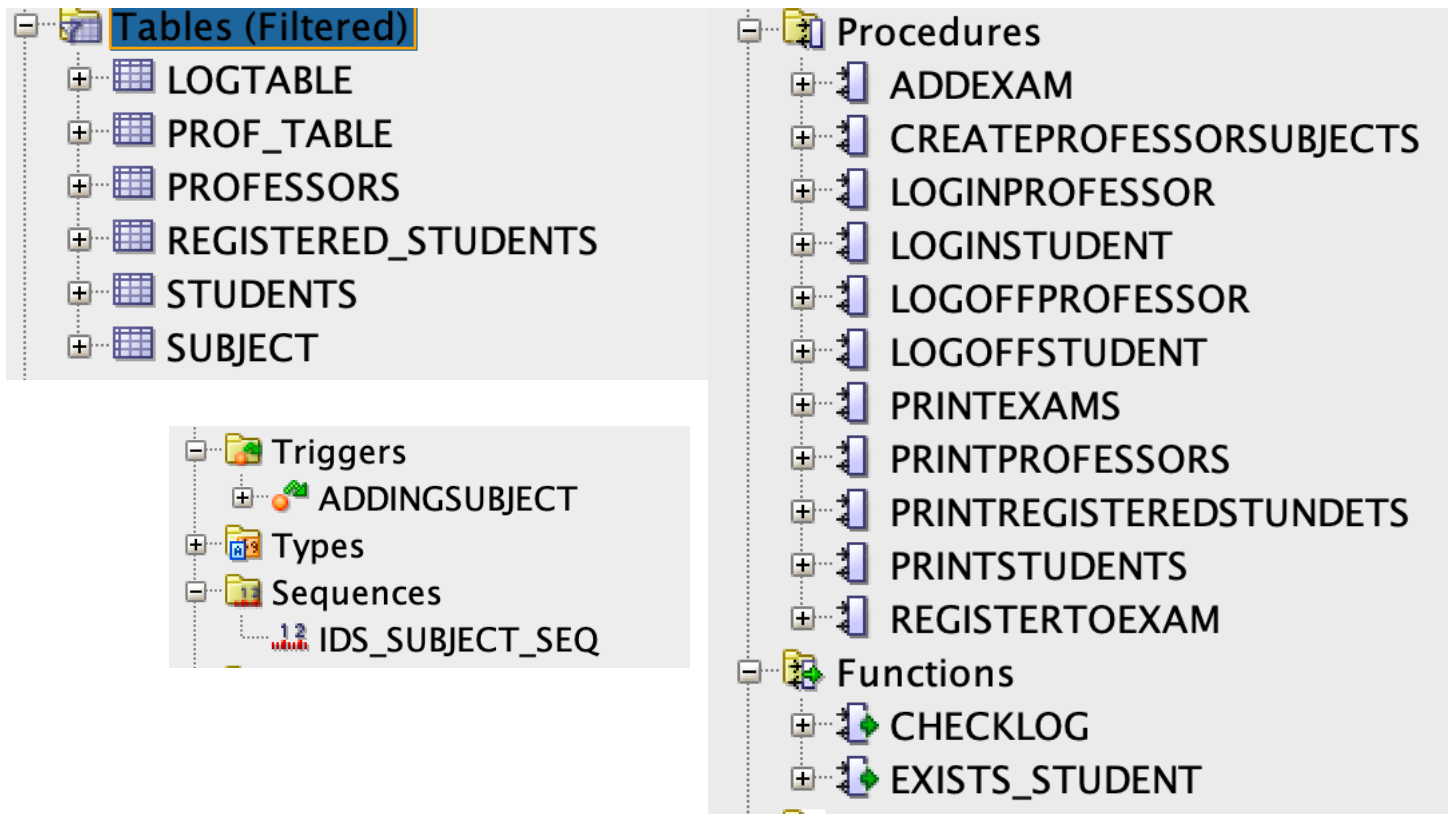 Tables (Filtered)
LOGTABLE
PROF_TABLE
PROFESSORS
REGISTERED_STUDENTS
STUDENTS
SUBJECT
Triggers
ADDINGSUBJECT
Types
Sequences
IDS_SUBJECT_SEQ
Procedures
ADDEXAM
CREATEPROFESSORSUBJECTS
LOGINPROFESSOR
LOGINSTUDENT
LOGOFFPROFESSOR
LOGOFFSTUDENT
PRINTEXAMS
PRINTPROFESSORS
PRINTREGISTEREDSTUNDETS
PRINTSTUDENTS
REGISTERTOEXAM
Functions
CHECKLOG
EXISTS_STUDENT